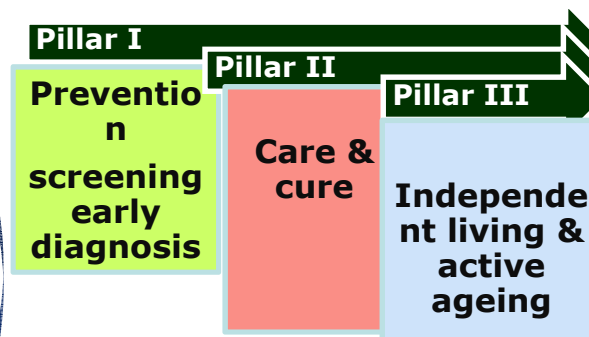 Pillar I
Preventio
n
screening
early
diagnosis
Pillar II
Care &
cure
Pillar III
Independe
nt living &
active
ageing